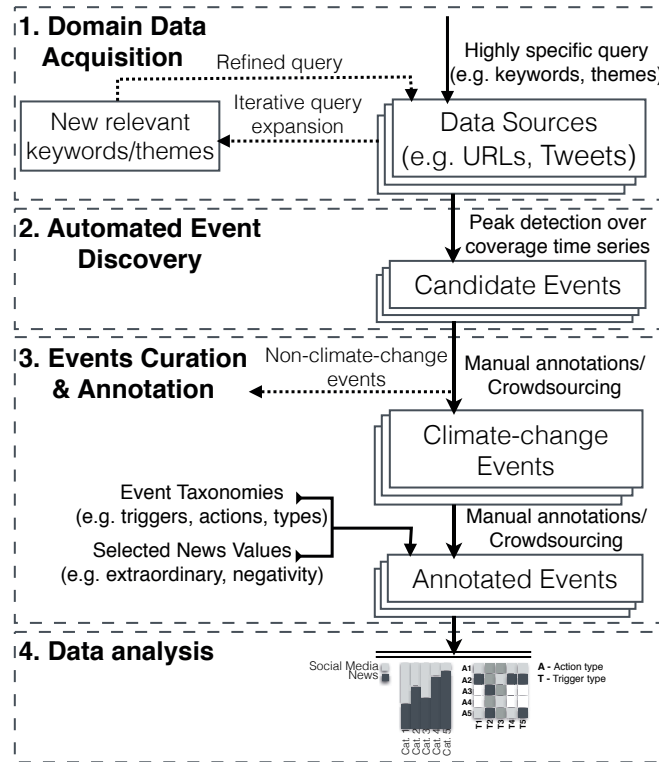 1. Domain Data
Acquisition
Refined query
Highly specific query
(e.g. keywords, themes)
Iterative query
expansion
New relevant
keywords/themes
Data Sources
(e.g. URLs, Tweets)
2. Automated Event
Discovery
Peak detection over
coverage time series
Candidate Events
3. Events Curation
& Annotation
Non-climate-change
events
Manual annotations/
Crowdsourcing
Climate-change
Events
Event Taxonomies
(e.g. triggers, actions, types)
Manual annotations/
Crowdsourcing
Selected News Values
(e.g. extraordinary, negativity)
Annotated Events
4. Data analysis
Social Media
News
Cat. 1
Cat. 2
Cat. 3
Cat. 4
Cat. 5
A1
A2
A3
A4
A5
T1
T2
T3
T4
T5
A - Action type
T - Trigger type